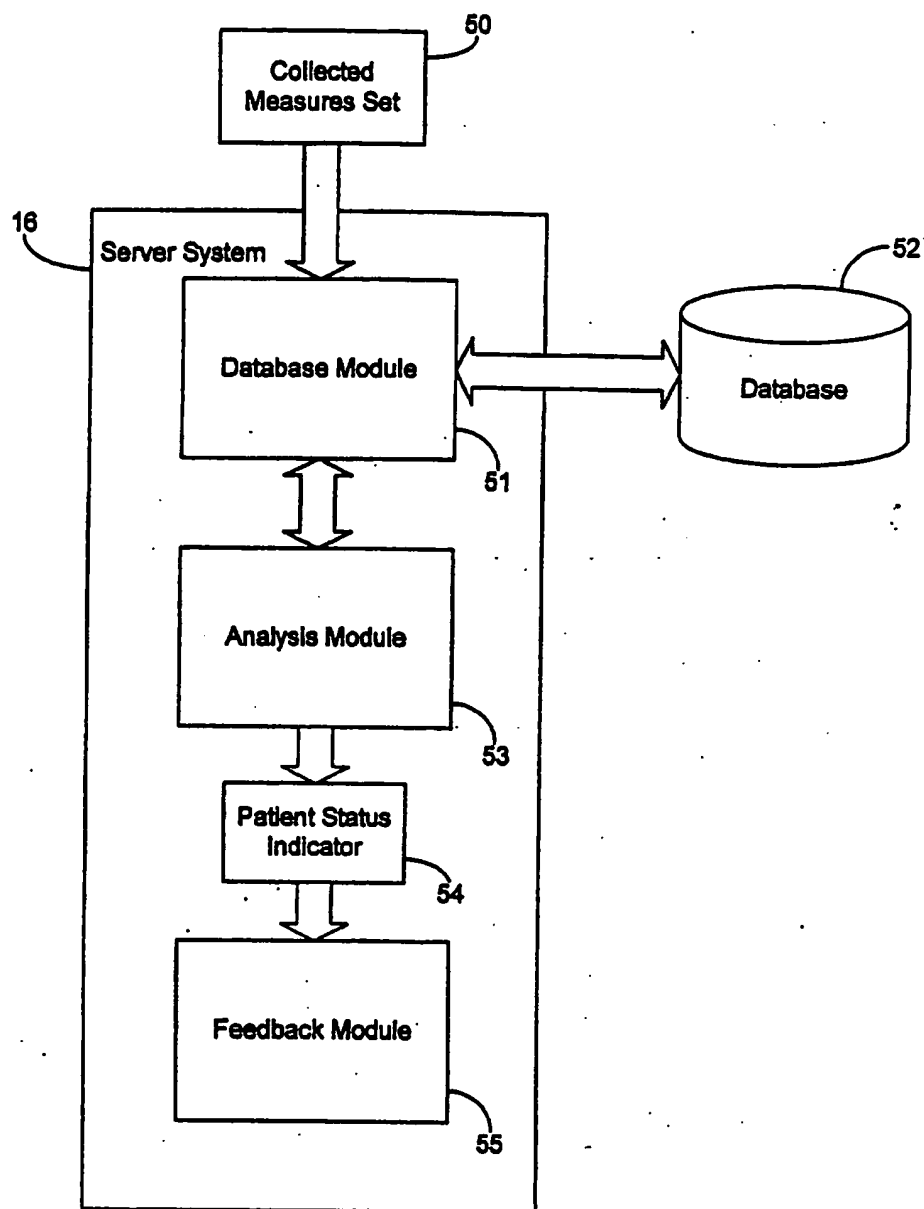 50
Collected
Measures Set
16
Server System
52
Database Module
Database
51
Analysis Module
53
Patient Status
Indicator
54
Feedback Module
55